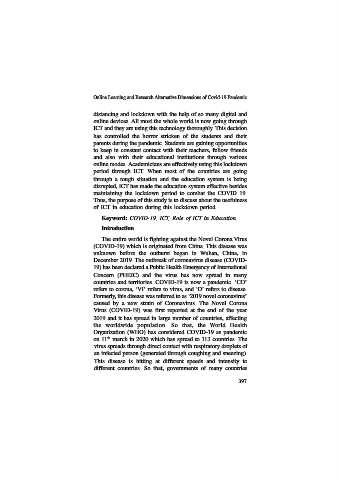 Online Learning and Research Alternative Dimensions of Covid-19 Pandemic
distancing and lockdown with the help of so many digital and
online devices. All most the whole world is now going through
ICT and they are using this technology thoroughly. This decision
has controlled the horror stricken of the students and their
parents during the pandemic. Students are gaining opportunities
to keep in constant contact with their teachers, fellow friends
and also with their educational institutions through various
online modes. Academicians are effectively using this lockdown
period through ICT. When most of the countries are going
through a tough situation and the education system is being
disrupted, ICT has made the education system effective besides
maintaining the lockdown period to combat the COVID 19.
Thus, the purpose of this study is to discuss about the usefulness
of ICT in education during this lockdown period.
Keyword: COVID-19, ICT, Role of ICT in Education.
Introduction
The entire world is fighting against the Novel Corona Virus
(COVID-19) which is originated from China. This disease was
unknown before the outburst began in Wuhan, China, in
December 2019. The outbreak of coronavirus disease (COVID-
19) has been declared a Public Health Emergency of International
Concern (PHEIC) and the virus has now spread in many
countries and territories. COVID-19 is now a pandemic. 'CO'
refers to corona, 'VI' refers to virus, and 'D' refers to disease.
Formerly, this disease was referred to as '2019 novel coronavirus'
caused by a new strain of Coronavirus. The Novel Corona
Virus (COVID-19) was first reported at the end of the year
2019 and it has spread in large number of countries, affecting
the worldwide population. So that, the World Health
Organization (WHO) has considered COVID-19 as pandemic
on 11th march in 2020 which has spread to 113 countries. The
virus spreads through direct contact with respiratory droplets of
an infected person (generated through coughing and sneezing).
This disease is hitting at different speeds and intensity to
different countries. So that, governments of many countries
397